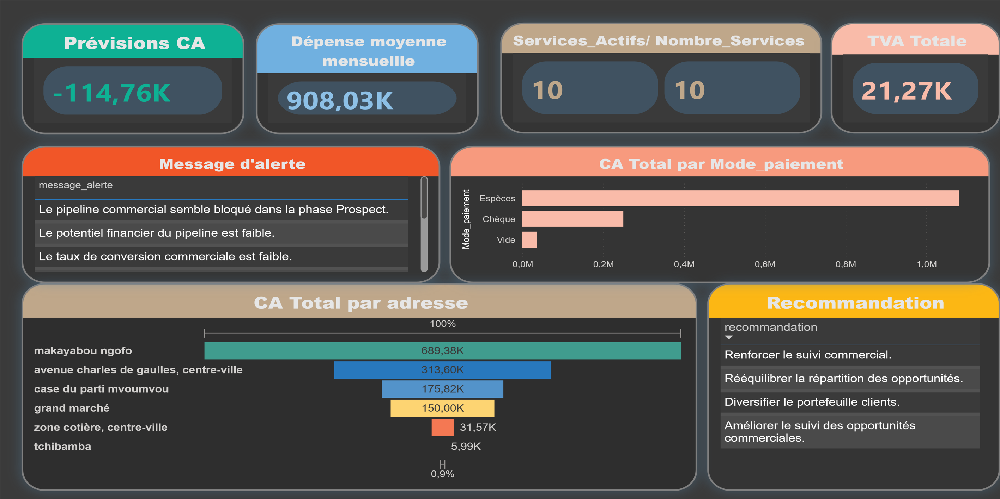 Prévisions CA
-114,76K
Dépense moyenne
mensuellle
908,03K
Services_Actifs/ Nombre_Services
10
10
TVA Totale
21,27K
Message d'alerte
message_alerte
Le pipeline commercial semble bloqué dans la phase Prospect.
Le potentiel financier du pipeline est faible.
Le taux de conversion commerciale est faible.
CA Total par Mode_paiement
Mode_paiement
Espèces
Chèque
Vide
0,0M 0,2M 0,4M 0,6M 0,8M 1,0M
CA Total par adresse
100%
makayabou ngofo 689,38K
avenue charles de gaulles, centre-ville 313,60K
case du parti mvoumvou 175,82K
grand marché 150,00K
zone cotière, centre-ville 31,57K
tchibamba 5,99K
0,9%
Recommandation
recommandation
Renforcer le suivi commercial.
Rééquilibrer la répartition des opportunités.
Diversifier le portefeuille clients.
Améliorer le suivi des opportunités
commerciales.